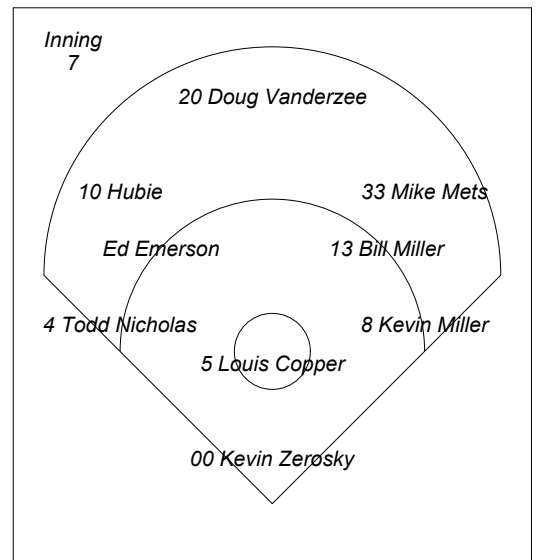 Inning
7
20 Doug Vanderzee
10 Hubie
33 Mike Mets
Ed Emerson
13 Bill Miller
4 Todd Nicholas
8 Kevin Miller
5 Louis Copper
00 Kevin Zerosky